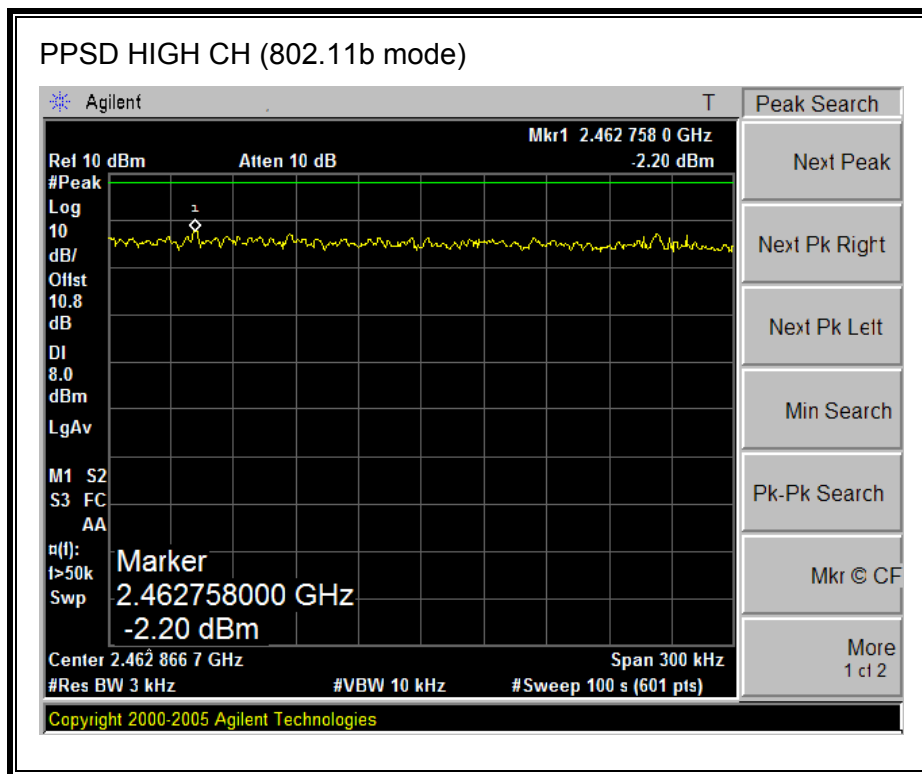 PPSD HIGH CH (802.11b mode)
Agilent T Peak Search
Mkr1 2.462 758 0 GHz
Ref 10 dBm Atten 10 dB -2.20 dBm
#Peak
Log
10
dB/
Offst
10.8
dB
DI
8.0
dBm
LgAv
M1 S2
S3 FC
AA
¤(f):
f>50k
Swp
1
Marker
2.462758000 GHz
-2.20 dBm
Center 2.462 866 7 GHz Span 300 kHz
#Res BW 3 kHz #VBW 10 kHz #Sweep 100 s (601 pts)
Copyright 2000-2005 Agilent Technologies
Next Peak
Next Pk Right
Next Pk Left
Min Search
Pk-Pk Search
Mkr © CF
More
1 of 2